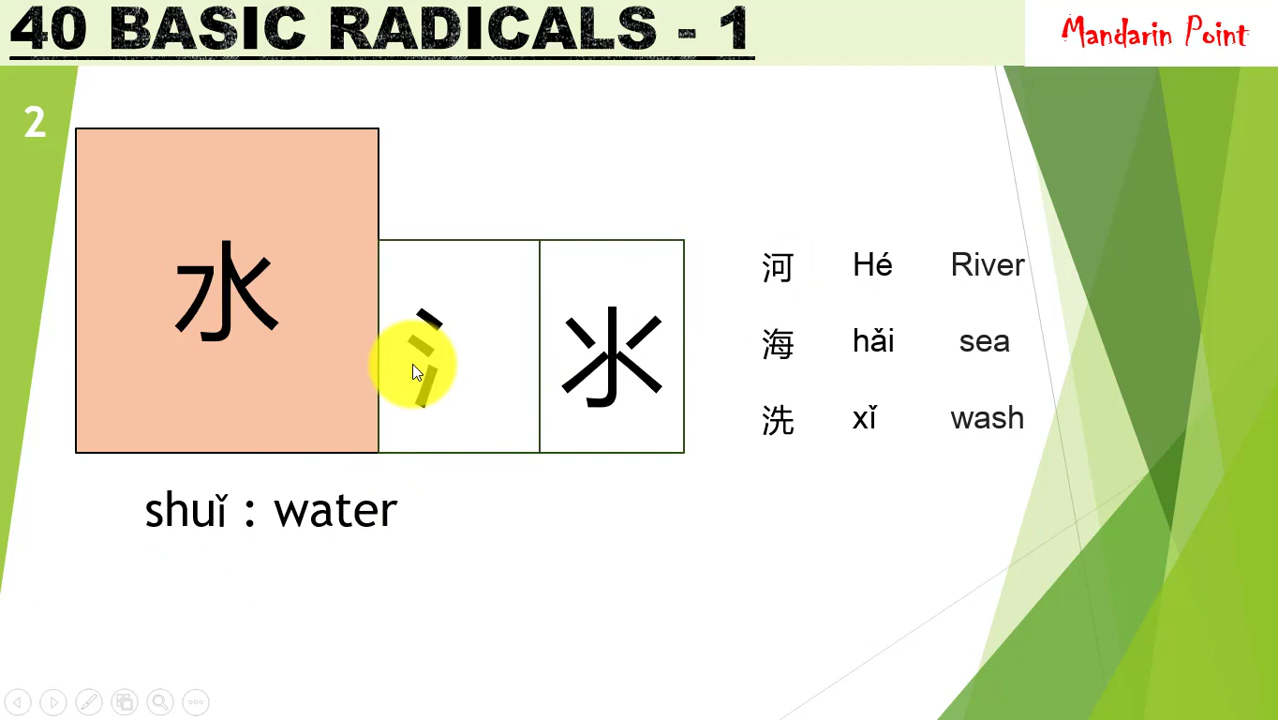 40 BASIC RADICALS - 1
Mandarin Point
2
水
氵
氺
河 Hé River
海 hǎi sea
洗 xǐ wash
shuǐ : water